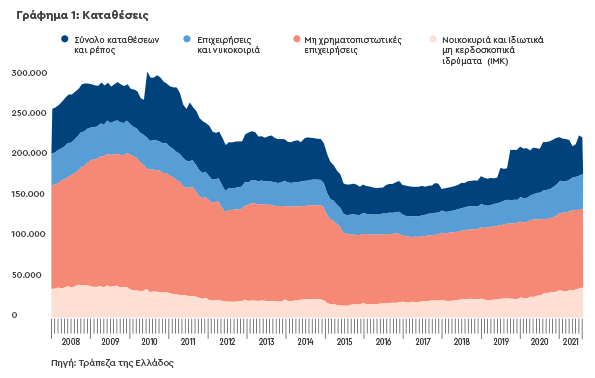 Γράφημα 1: Καταθέσεις
Σύνολο καταθέσεων
και ρέπος
Επιχειρήσεις
και νυκοκοιριά
Μη χρηματοπιστωτικές
επιχειρήσεις
Νοικοκυριά και Ιδιωτικά
μη κερδοσκοπικά
ιδρύματα (ΙΜΚ)
300.000
250.000
200.000
150.000
100.000
50.000
0
2008 2009 2010 2011 2012 2013 2014 2015 2016 2017 2018 2019 2020 2021
Πηγή: Τράπεζα της Ελλάδος